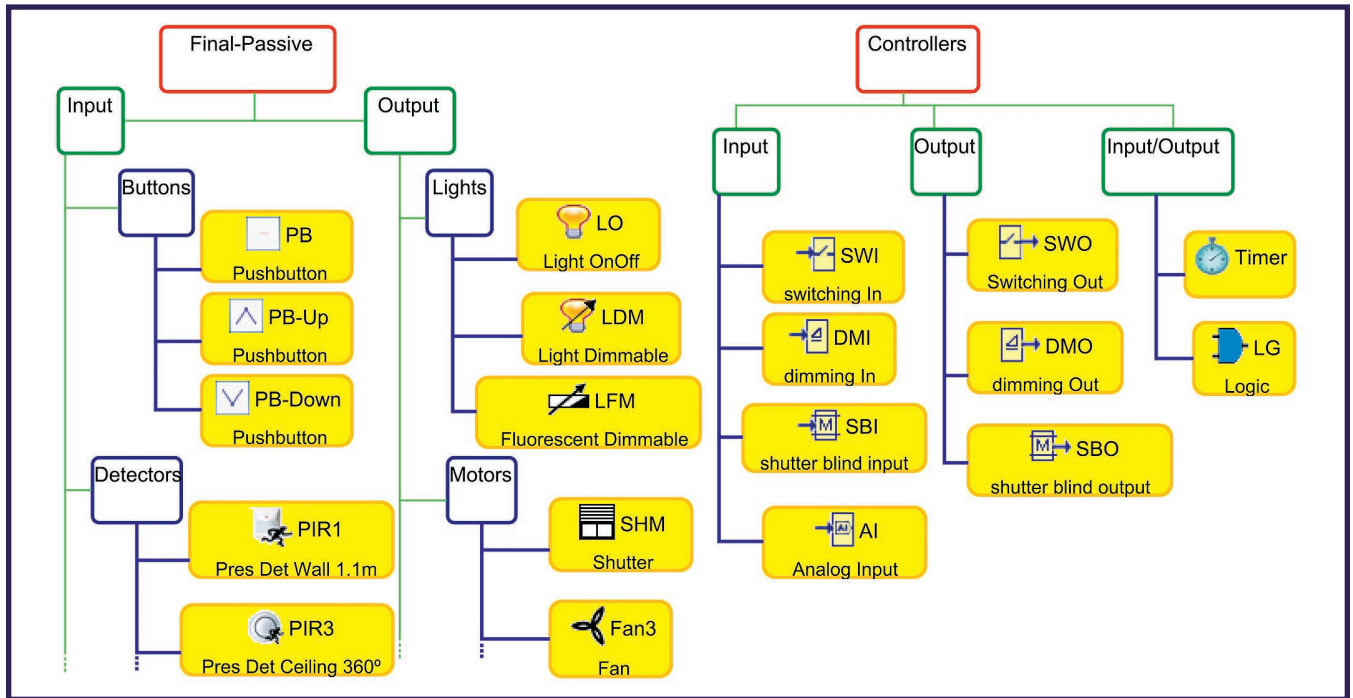 Final-Passive
Input
Output
Buttons
PB
Pushbutton
PB-Up
Pushbutton
PB-Down
Pushbutton
Detectors
PIR1
Pres Det Wall 1.1m
PIR3
Pres Det Ceiling 360º
Lights
LO
Light OnOff
LDM
Light Dimmable
LFM
Fluorescent Dimmable
Motors
SHM
Shutter
Fan3
Fan
Controllers
Input
Output
Input/Output
SWI
switching In
DMI
dimming In
M
SBI
shutter blind input
AI
AI
Analog Input
SWO
Switching Out
DMO
dimming Out
M
SBO
shutter blind output
Timer
LG
Logic